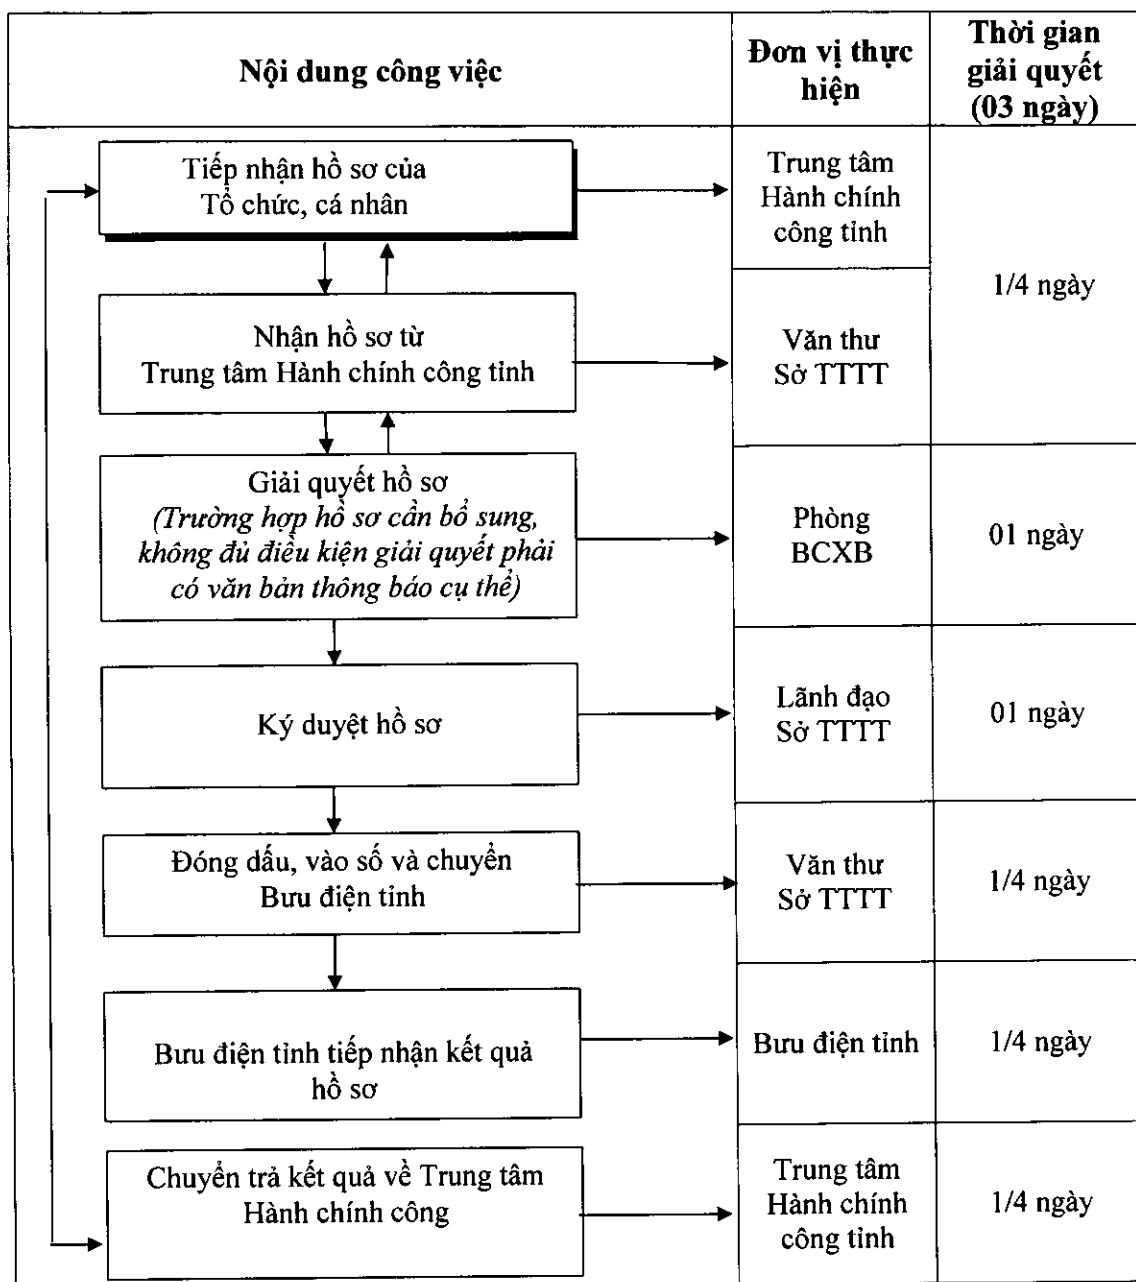 Nội dung công việc
Đơn vị thực
hiện
Thời gian
giải quyết
(03 ngày)
Tiếp nhận hồ sơ của
Tổ chức, cá nhân
Trung tâm
Hành chính
công tỉnh
1/4 ngày
Nhận hồ sơ từ
Trung tâm Hành chính công tỉnh
Văn thư
Sở TTTT
Giải quyết hồ sơ
(Trường hợp hồ sơ cần bổ sung,
không đủ điều kiện giải quyết phải
có văn bản thông báo cụ thể)
Phòng
BCXB
01 ngày
Ký duyệt hồ sơ
Lãnh đạo
Sở TTTT
01 ngày
Đóng dấu, vào số và chuyển
Bưu điện tỉnh
Văn thư
Sở TTTT
1/4 ngày
Bưu điện tỉnh tiếp nhận kết quả
hồ sơ
Bưu điện tỉnh
1/4 ngày
Chuyển trả kết quả về Trung tâm
Hành chính công
Trung tâm
Hành chính
công tỉnh
1/4 ngày